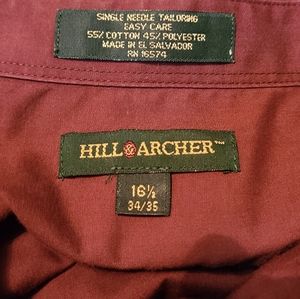 SINGLE NEEDLE TAILORING
EASY CARE
55% COTTON 45% POLYESTER
MADE IN EL SALVADOR
RN 16574
HILL & ARCHER™
16½
34/35